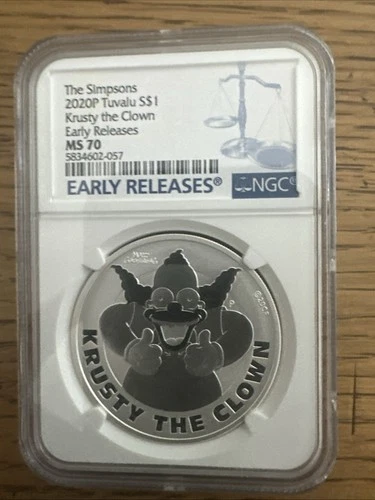 The Simpsons
2020P Tuvalu S$1
Krusty the Clown
Early Releases
MS 70
5834602-057
EARLY RELEASES®
NGC®
KRUSTY THE CLOWN